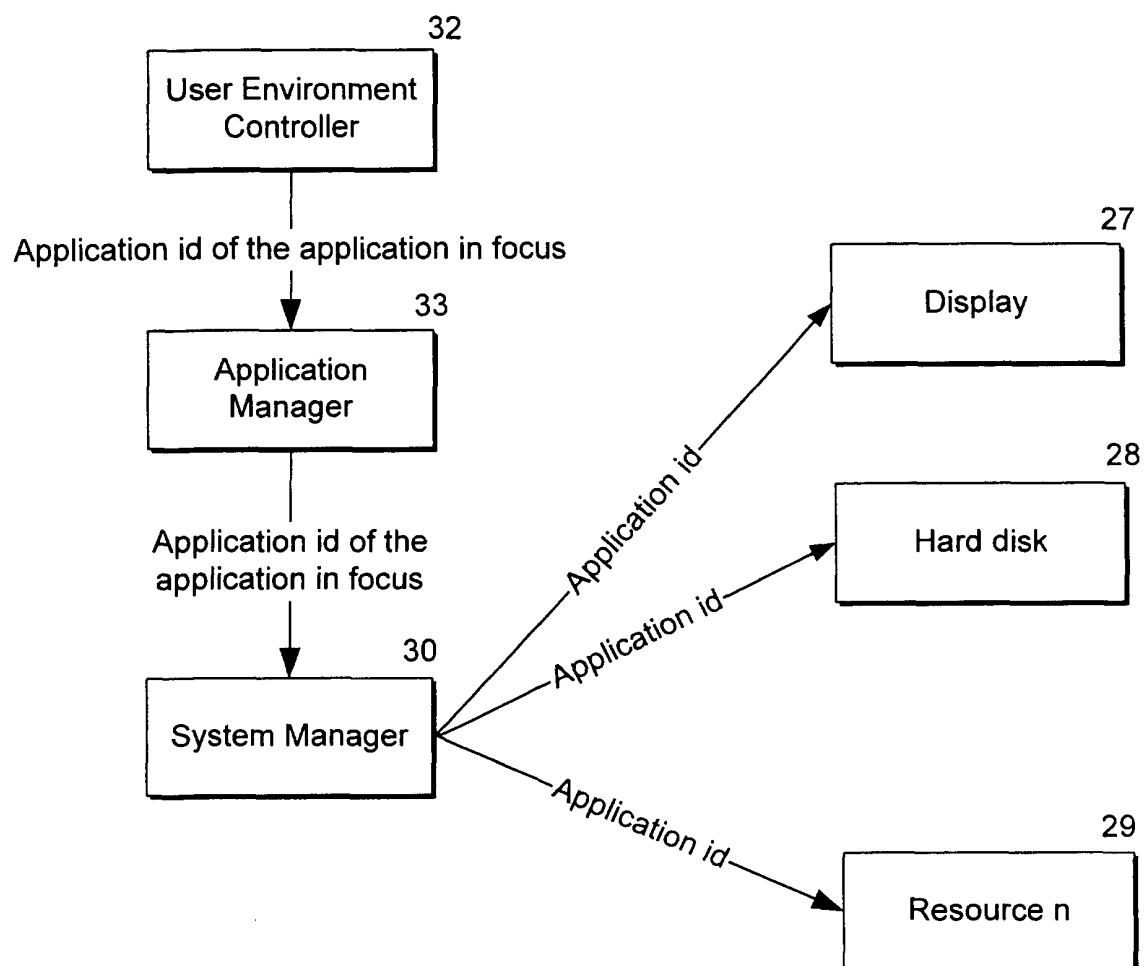 32
User Environment
Controller
Application id of the application in focus
33
Application
Manager
Application id of the
application in focus
30
System Manager
27
Display
Application id
28
Hard disk
Application id
29
Resource n
Application id